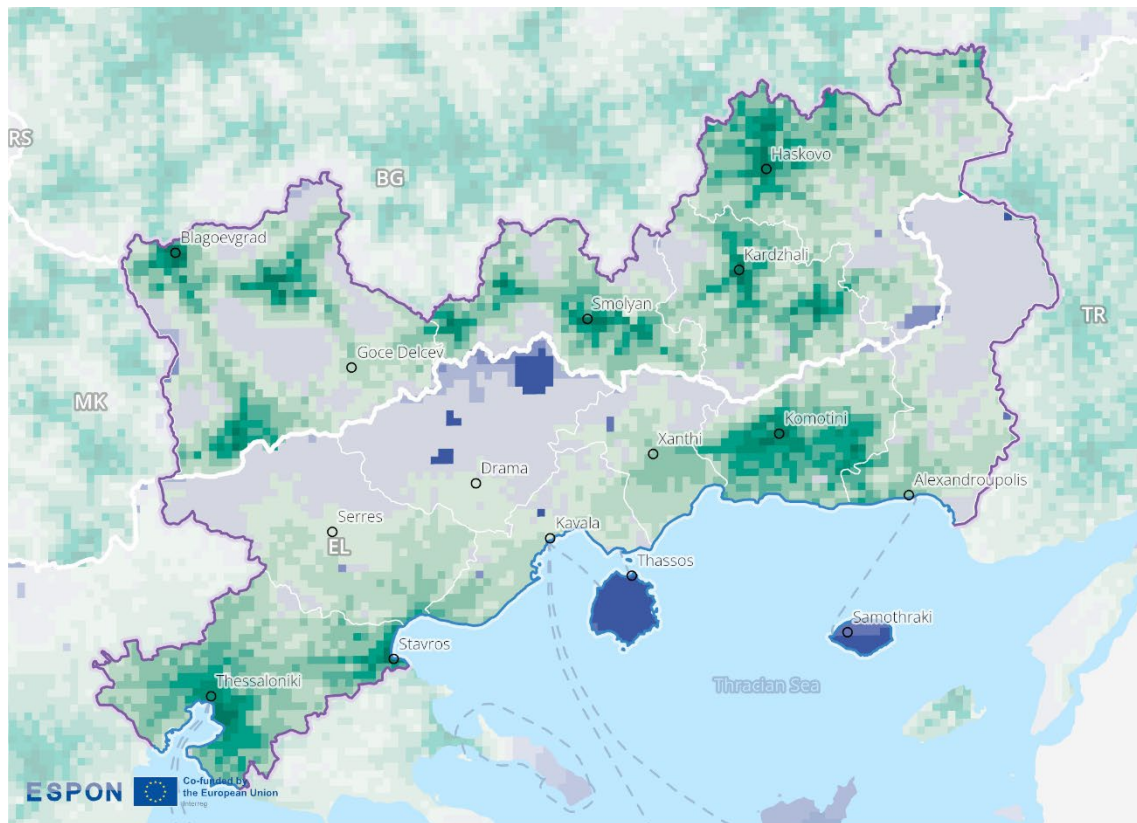 RS
BG
Haskovo
Blagoevgrad
Kardzhali
Smolyan
TR
Goce Delcev
MK
Komotini
Xanthi
Drama
Alexandroupolis
Serres
EL
Kavala
Thassos
Samothraki
Stavros
Thracian Sea
Thessaloniki
ESPON
Co-funded by
the European Union
Interreg